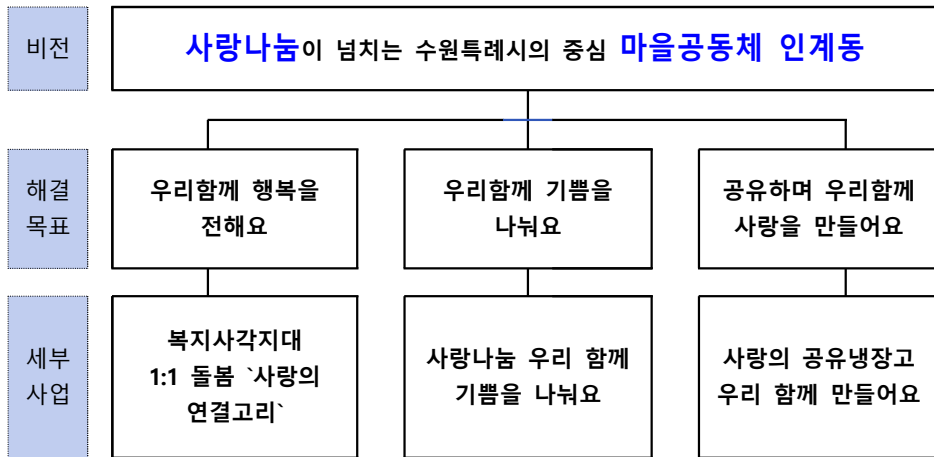 비전
사랑나눔이 넘치는 수원특례시의 중심 마을공동체 인계동
해결
목표
우리함께 행복을
전해요
우리함께 기쁨을
나눠요
공유하며 우리함께
사랑을 만들어요
세부
사업
복지사각지대
1:1 돌봄 `사랑의
연결고리`
사랑나눔 우리 함께
기쁨을 나눠요
사랑의 공유냉장고
우리 함께 만들어요